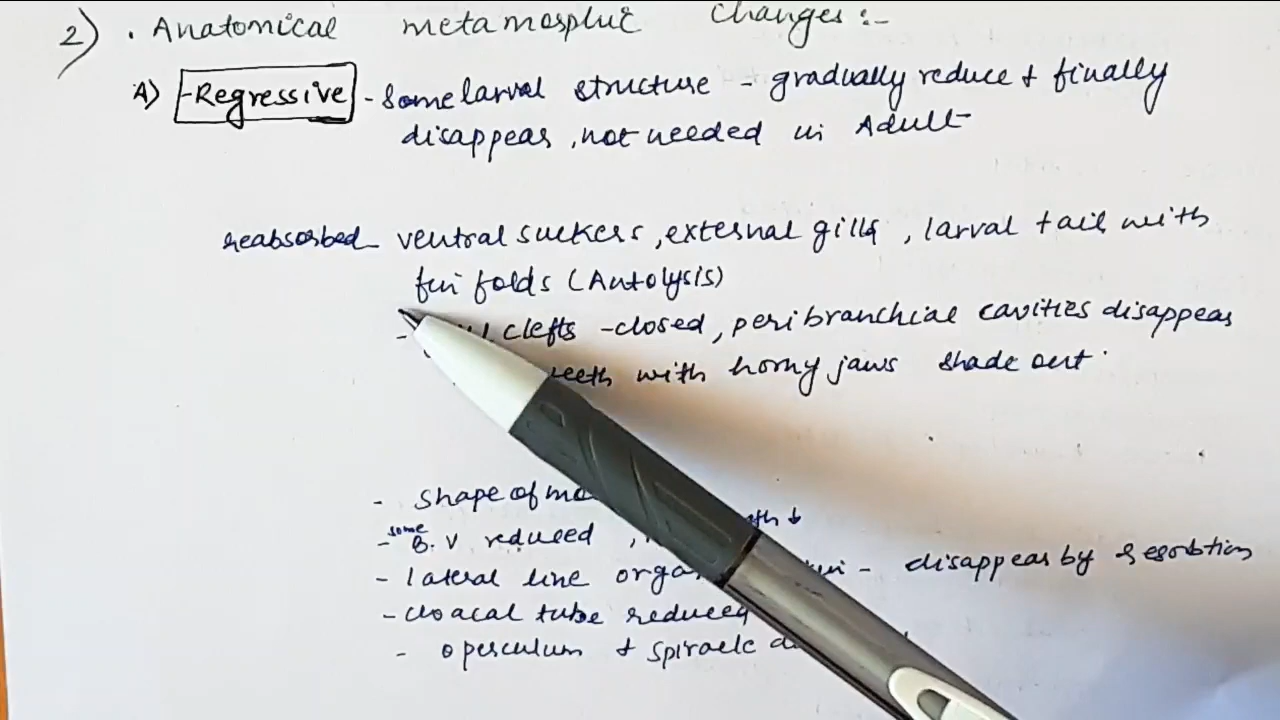 2) . Anatomical metamorphic changes :-
A) Regressive - Some larval structure - gradually reduce & finally
disappear, not needed in Adult
reabsorbed - ventral suckers, external gills, larval tail with
fin folds (Autolysis)
- clefts - closed, peribranchial cavities disappear
teeth with horny jaws shade out.
- Shape of
- some B.V reduced , ↓
- lateral line - disappear by resorbtion
- cloacal tube reduced
- operculum & spiracle